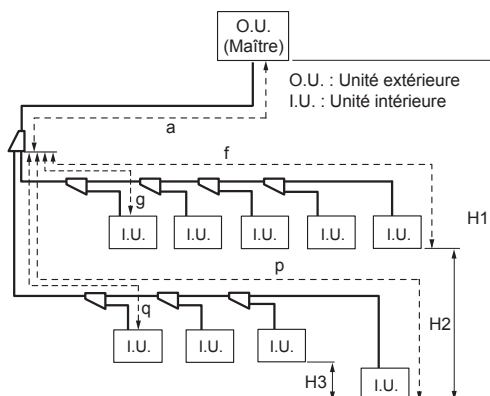 O.U.
(Maître)
O.U. : Unité extérieure
I.U. : Unité intérieure
a
f
g
I.U. I.U. I.U. I.U. I.U.
H1
p
q
H2
I.U. I.U. I.U.
H3
I.U.